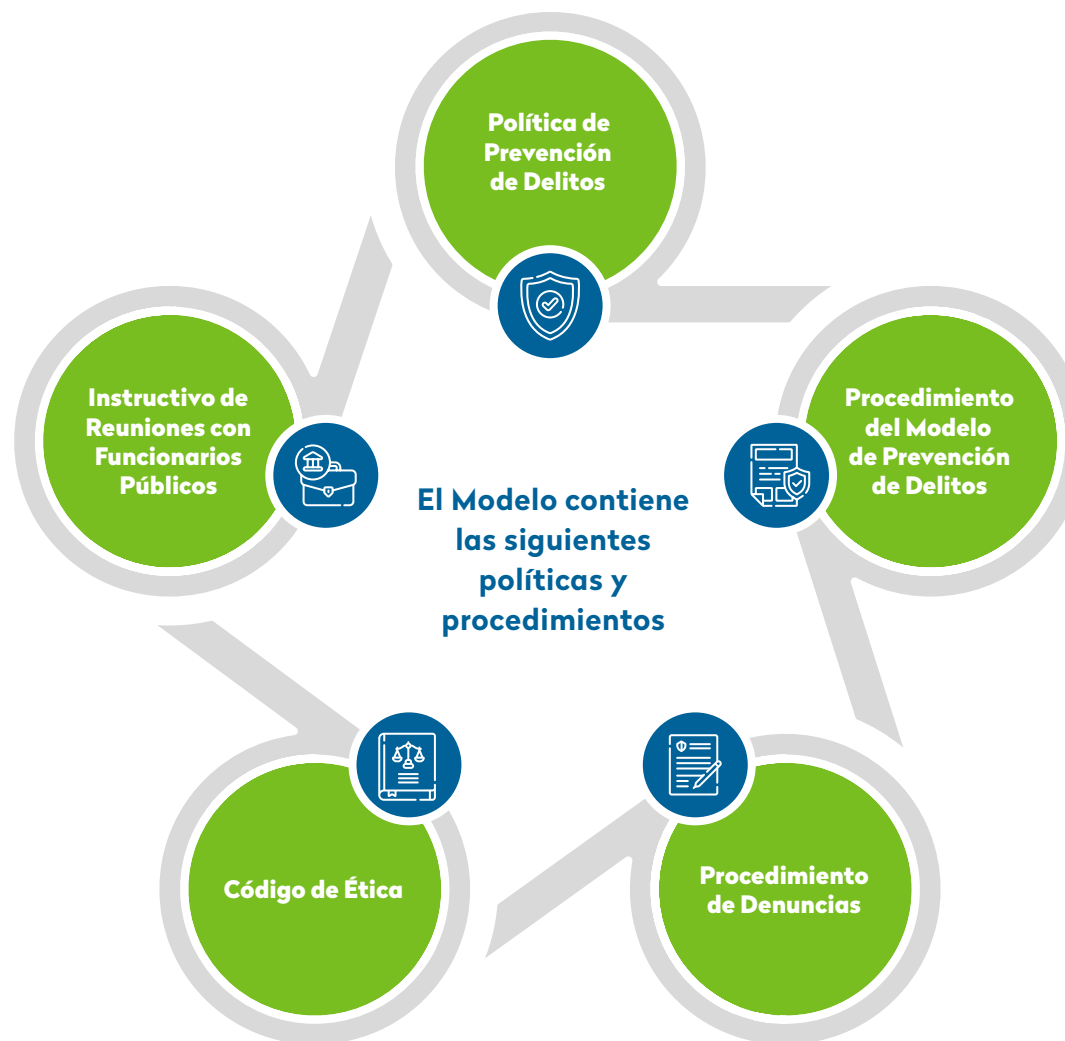 Política de
Prevención
de Delitos
Instructivo de
Reuniones con
Funcionarios
Públicos
Procedimiento
del Modelo
de Prevención
de Delitos
El Modelo contiene
las siguientes
políticas y
procedimientos
Código de Ética
Procedimiento
de Denuncias